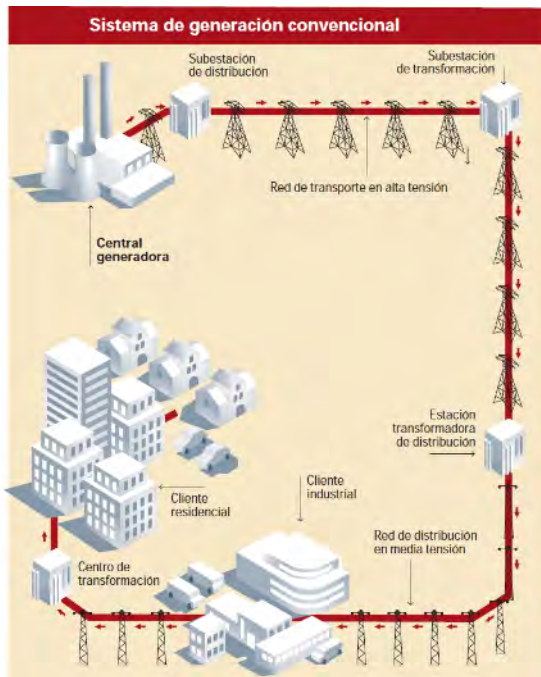 Sistema de generación convencional
Subestación
de distribución
Subestación
de transformación
Red de transporte en alta tensión
Central
generadora
Estación
transformadora
de distribución
Cliente
residencial
Cliente
industrial
Red de distribución
en media tensión
Centro de
transformación